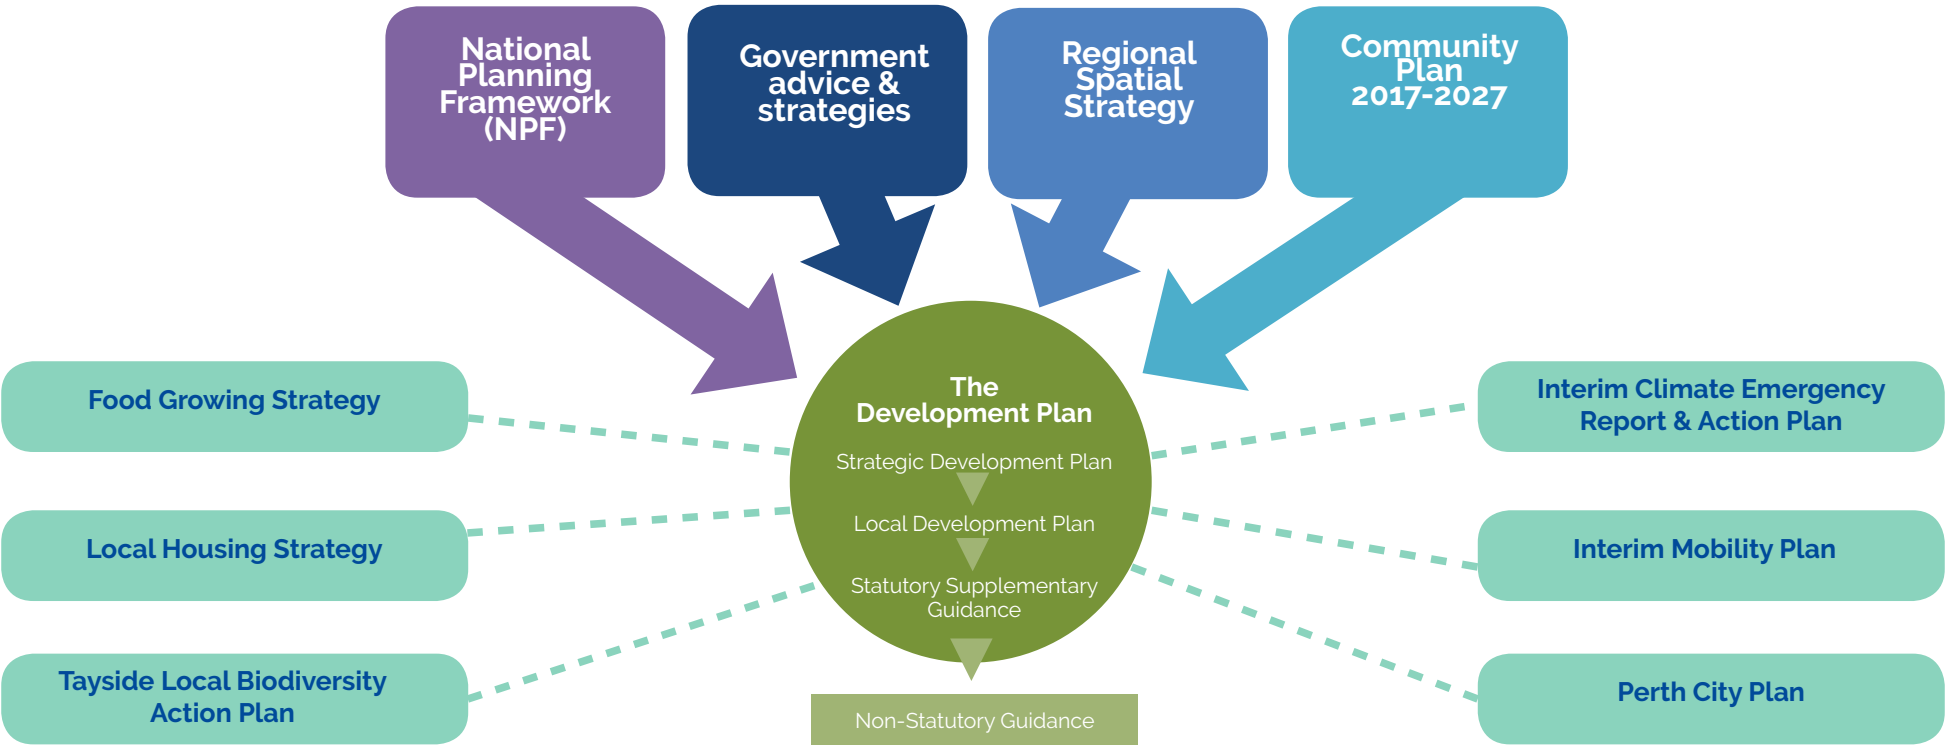 National
Planning
Framework
(NPF)
Government
advice &
strategies
Regional
Spatial
Strategy
Community
Plan
2017-2027
The
Development Plan
Strategic Development Plan
Local Development Plan
Statutory Supplementary
Guidance
Non-Statutory Guidance
Food Growing Strategy
Local Housing Strategy
Tayside Local Biodiversity
Action Plan
Interim Climate Emergency
Report & Action Plan
Interim Mobility Plan
Perth City Plan